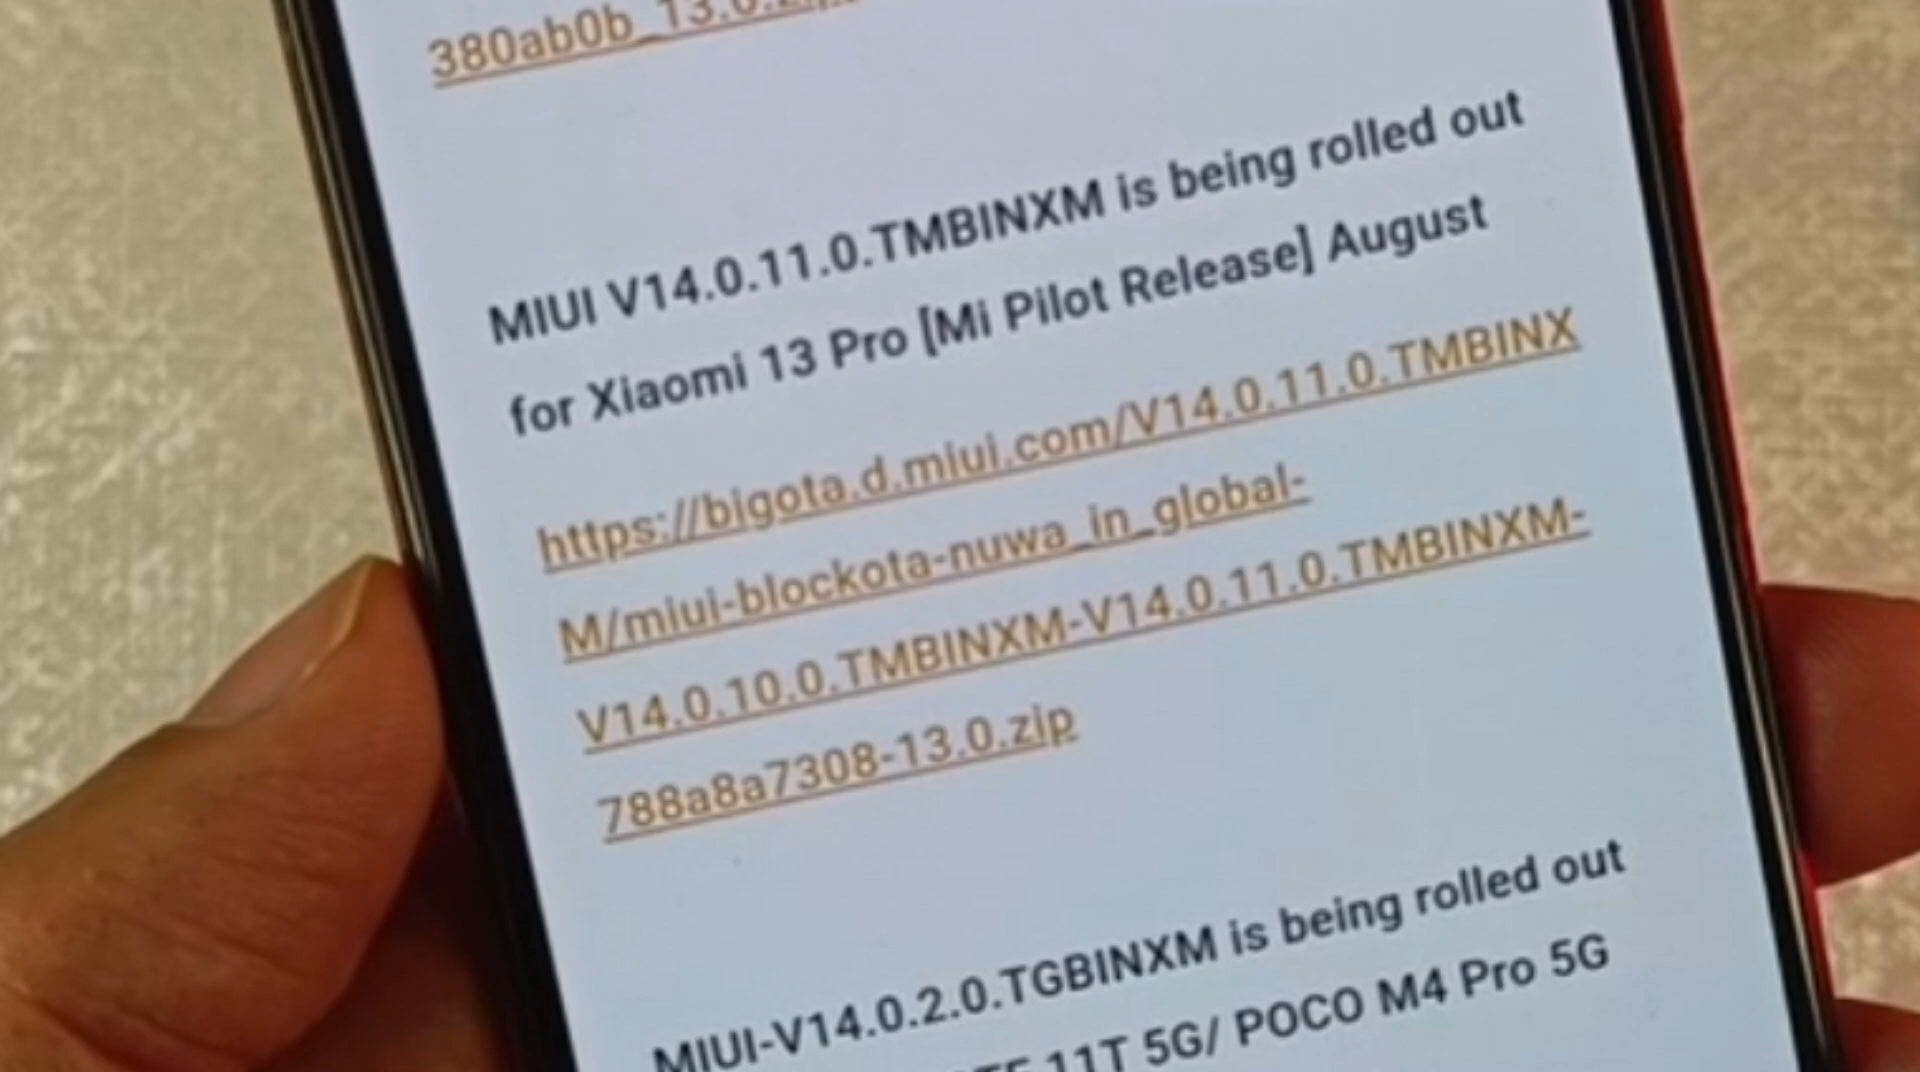 380ab0b_13.0.zip
MIUI V14.0.11.0.TMBINXM is being rolled out
for Xiaomi 13 Pro [Mi Pilot Release] August
https://bigota.d.miui.com/V14.0.11.0.TMBINX
M/miui-blockota-nuwa_in_global-
V14.0.10.0.TMBINXM-V14.0.11.0.TMBINXM-
788a8a7308-13.0.zip
MIUI-V14.0.2.0.TGBINXM is being rolled out
11T 5G/ POCO M4 Pro 5G